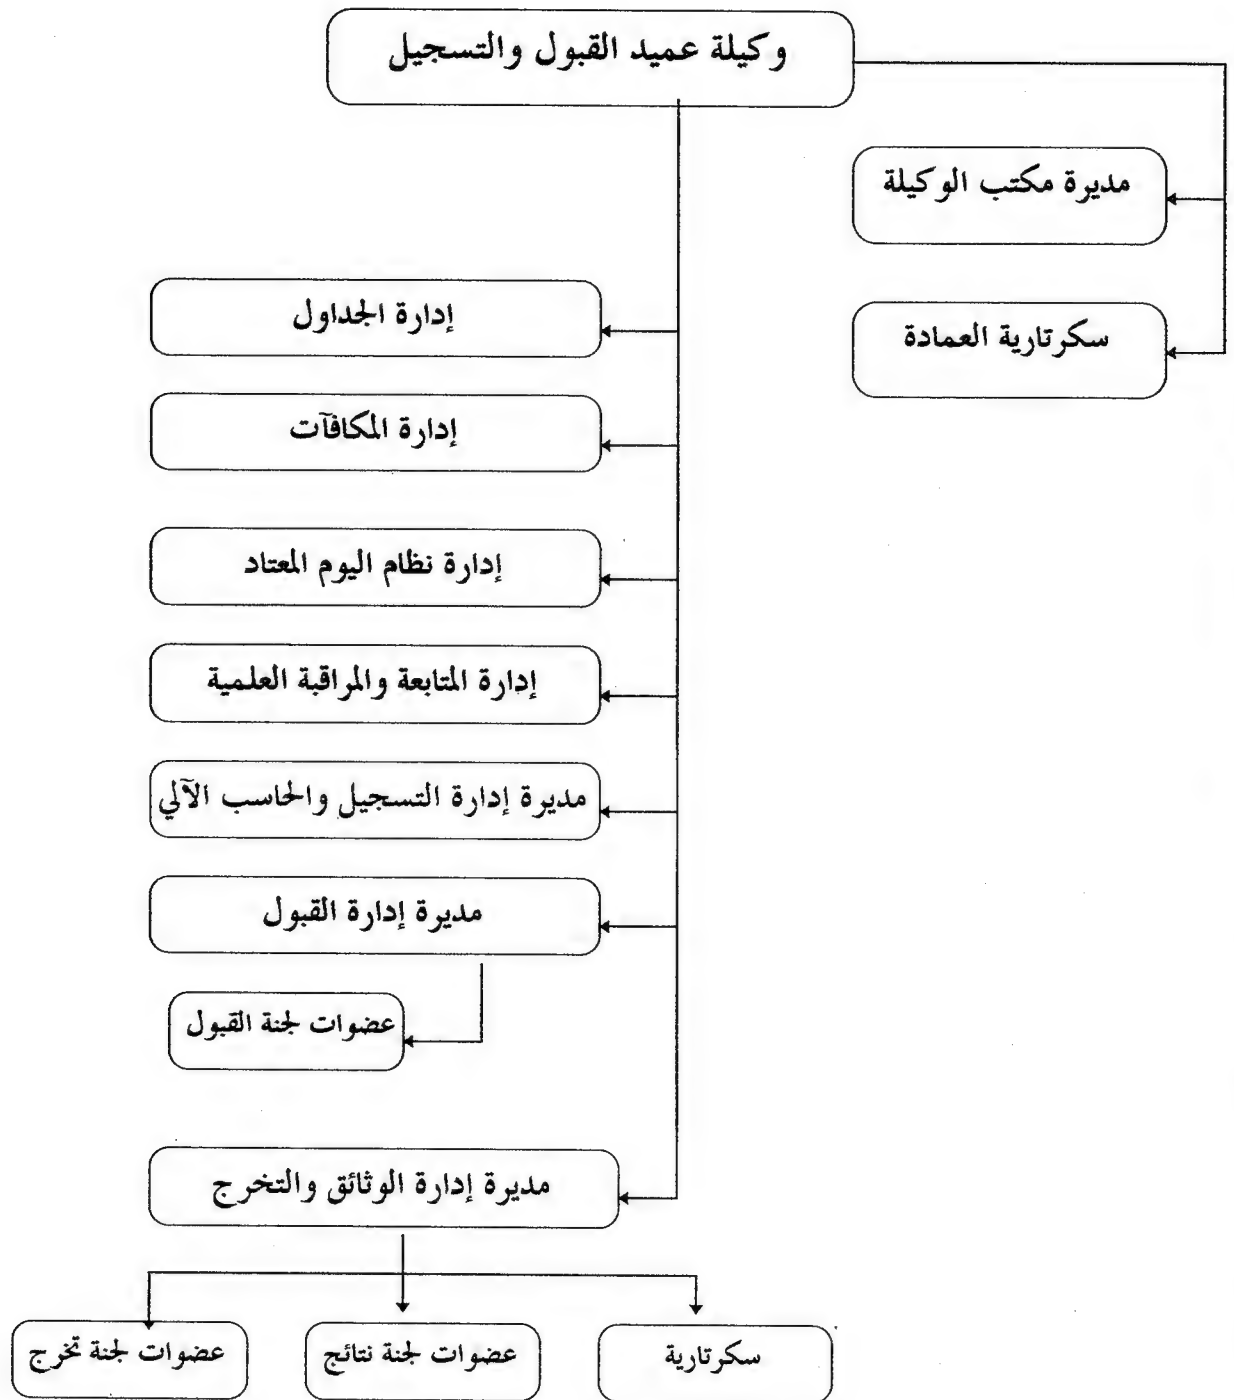 وكيلة عميد القبول والتسجيل
مديرة مكتب الوكيلة
سكرتارية العمادة
إدارة الجداول
إدارة المكافآت
إدارة نظام اليوم المعتاد
إدارة المتابعة والمراقبة العلمية
مديرة إدارة التسجيل والحاسب الآلي
مديرة إدارة القبول
عضوات لجنة القبول
مديرة إدارة الوثائق والتخرج
سكرتارية
عضوات لجنة نتائج
عضوات لجنة تخرج